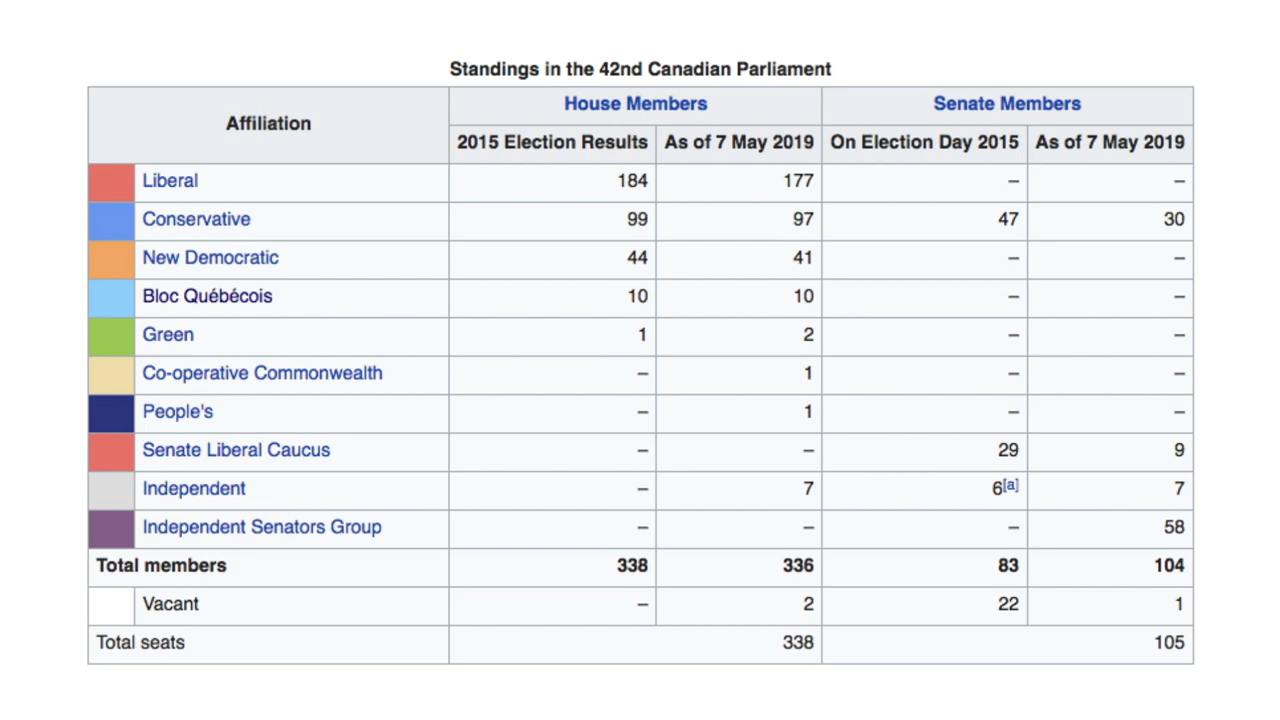 Standings in the 42nd Canadian Parliament
Affiliation House Members Senate Members
2015 Election Results As of 7 May 2019 On Election Day 2015 As of 7 May 2019
Liberal 184 177 – –
Conservative 99 97 47 30
New Democratic 44 41 – –
Bloc Québécois 10 10 – –
Green 1 2 – –
Co-operative Commonwealth – 1 – –
People's – 1 – –
Senate Liberal Caucus – – 29 9
Independent – 7 6[a] 7
Independent Senators Group – – – 58
Total members 338 336 83 104
Vacant – 2 22 1
Total seats 338 105